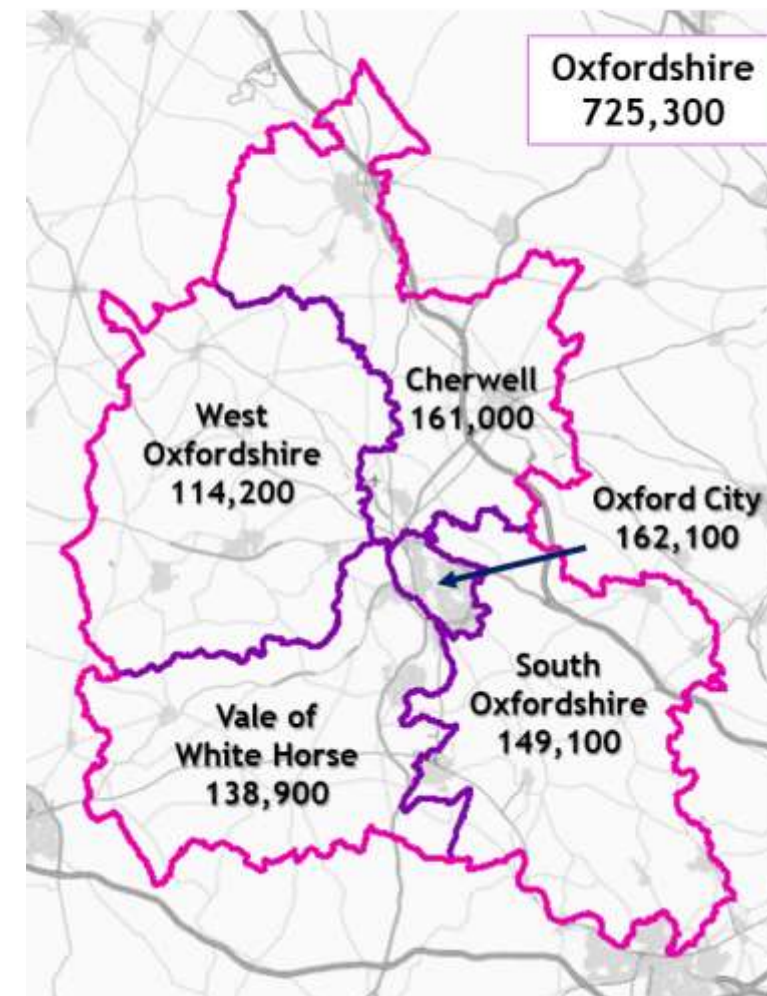 Oxfordshire
725,300
Cherwell
161,000
West
Oxfordshire
114,200
Oxford City
162,100
South
Oxfordshire
149,100
Vale of
White Horse
138,900